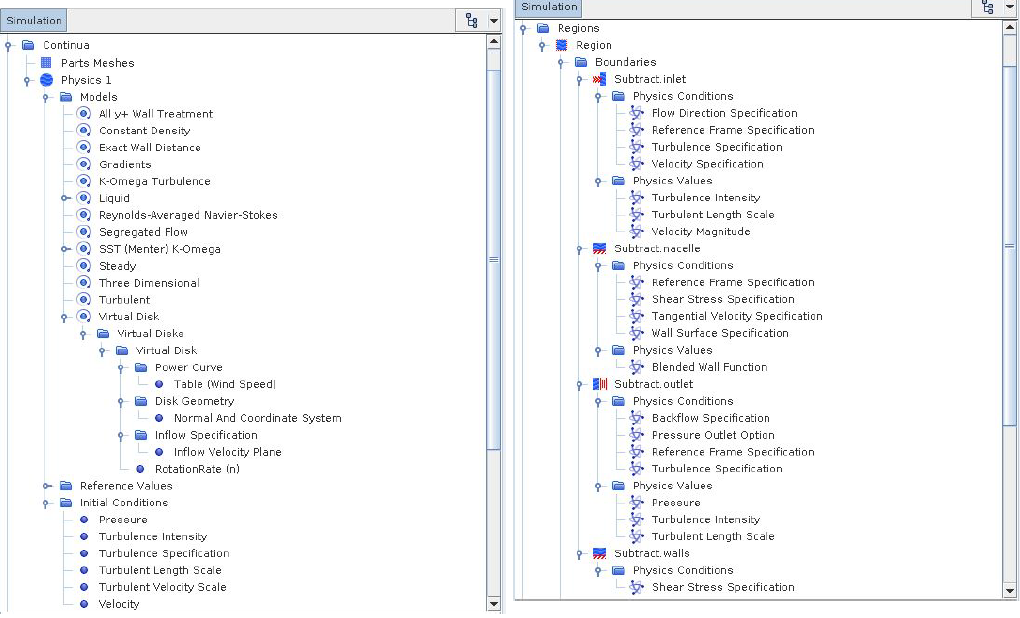 Simulation
Continua
Parts Meshes
Physics 1
Models
All y+ Wall Treatment
Constant Density
Exact Wall Distance
Gradients
K-Omega Turbulence
Liquid
Reynolds-Averaged Navier-Stokes
Segregated Flow
SST (Menter) K-Omega
Steady
Three Dimensional
Turbulent
Virtual Disk
Virtual Disks
Virtual Disk
Power Curve
Table (Wind Speed)
Disk Geometry
Normal And Coordinate System
Inflow Specification
Inflow Velocity Plane
RotationRate (n)
Reference Values
Initial Conditions
Pressure
Turbulence Intensity
Turbulence Specification
Turbulent Length Scale
Turbulent Velocity Scale
Velocity
Simulation
Regions
Region
Boundaries
Subtract.inlet
Physics Conditions
Flow Direction Specification
Reference Frame Specification
Turbulence Specification
Velocity Specification
Physics Values
Turbulence Intensity
Turbulent Length Scale
Velocity Magnitude
Subtract.nacelle
Physics Conditions
Reference Frame Specification
Shear Stress Specification
Tangential Velocity Specification
Wall Surface Specification
Physics Values
Blended Wall Function
Subtract.outlet
Physics Conditions
Backflow Specification
Pressure Outlet Option
Reference Frame Specification
Turbulence Specification
Physics Values
Pressure
Turbulence Intensity
Turbulent Length Scale
Subtract.walls
Physics Conditions
Shear Stress Specification